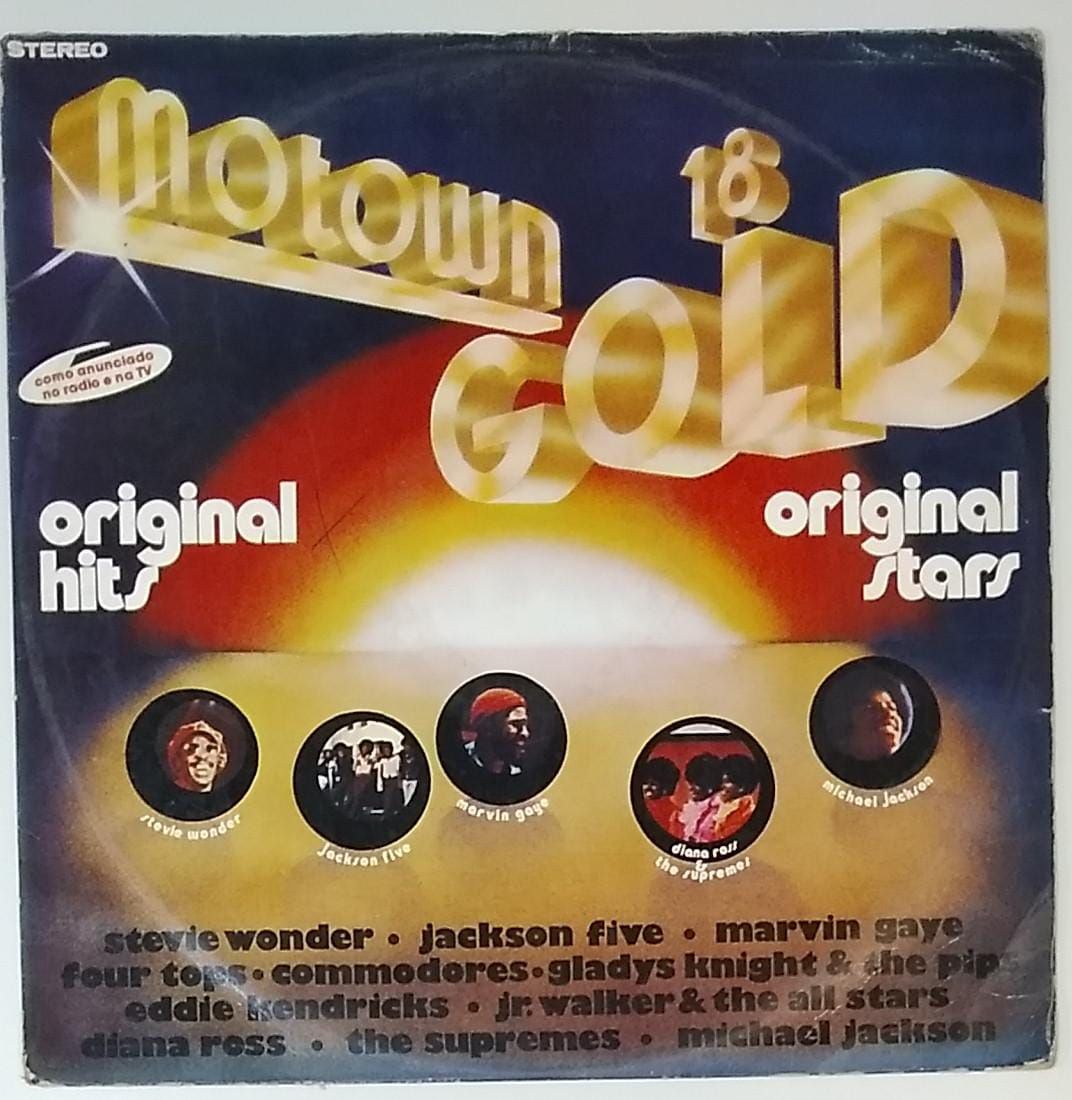 STEREO
motown
18
GOLD
como anunciado
no radio e na TV
original
hits
original
stars
stevie wonder
Jackson five
marvin gaye
diana ross
&
the supremes
michael Jackson
stevie wonder • jackson five • marvin gaye
four tops • commodores • gladys knight & the pips
eddie kendricks • jr. walker & the all stars
diana ross • the supremes • michael jackson